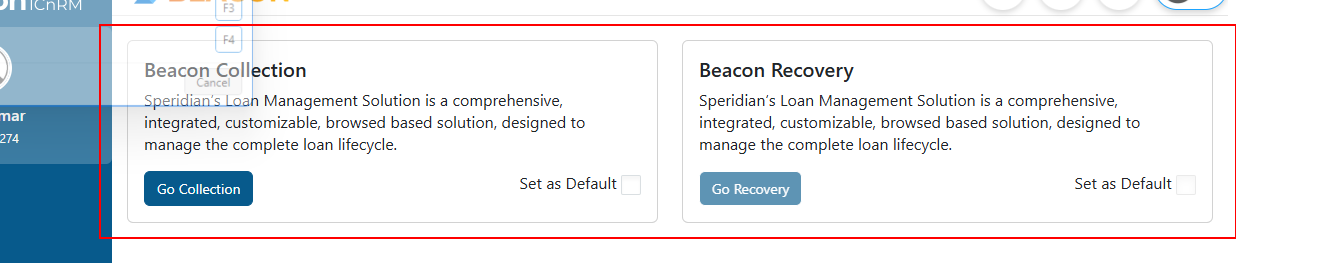 F3
F4
Cancel
mar
274
Beacon Collection
Speridian's Loan Management Solution is a comprehensive,
integrated, customizable, browsed based solution, designed to
manage the complete loan lifecycle.
Go Collection
Set as Default
Beacon Recovery
Speridian's Loan Management Solution is a comprehensive,
integrated, customizable, browsed based solution, designed to
manage the complete loan lifecycle.
Go Recovery
Set as Default